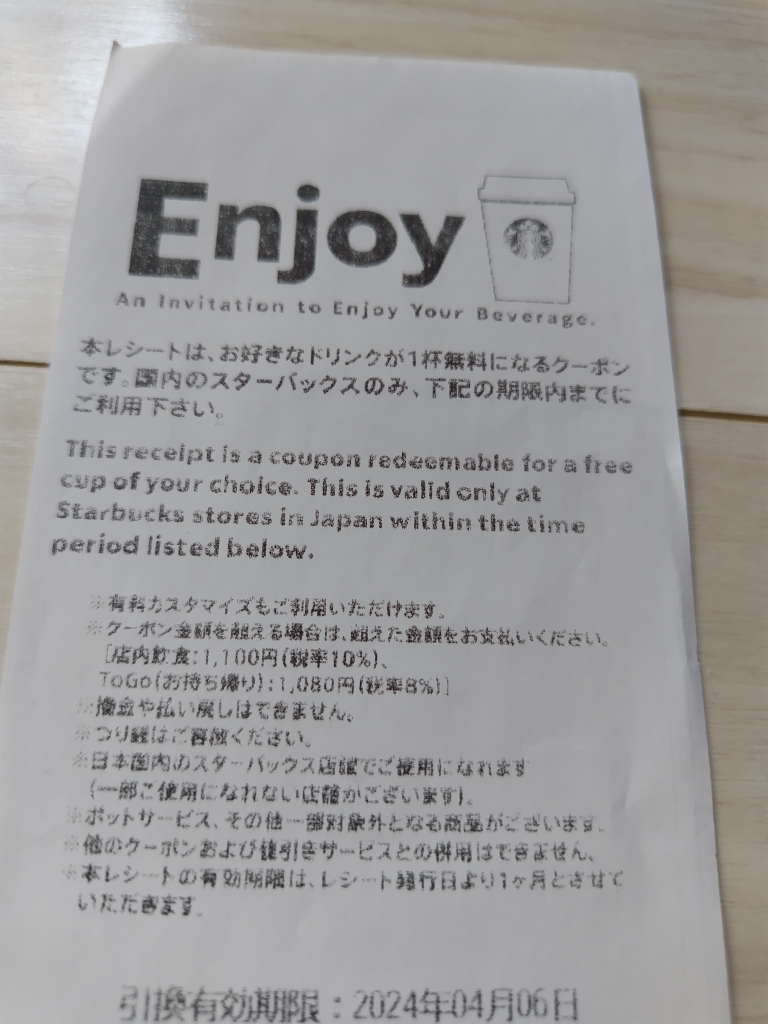 Enjoy
An Invitation to Enjoy Your Beverage.
本レシートは、お好きなドリンクが1杯無料になるクーポン
です。国内のスターバックスのみ、下記の期限内までに
ご利用下さい。
This receipt is a coupon redeemable for a free
cup of your choice. This is valid only at
Starbucks stores in Japan within the time
period listed below.
※有料カスタマイズもご利用いただけます。
※クーポン金額を超える場合は、超えた金額をお支払いください。
［店内飲食：1,100円（税率10％）、
ToGo（お持ち帰り）：1,080円（税率8％）］
※換金や払い戻しはできません。
※つり銭はご容赦ください。
※日本国内のスターバックス店舗でご使用になれます
（一部ご使用になれない店舗がございます）。
※ポットサービス、その他一部対象外となる商品がございます。
※他のクーポンおよび値引きサービスとの併用はできません。
※本レシートの有効期限は、レシート発行日より1ヶ月とさせて
いただきます。
引換有効期限：2024年04月06日